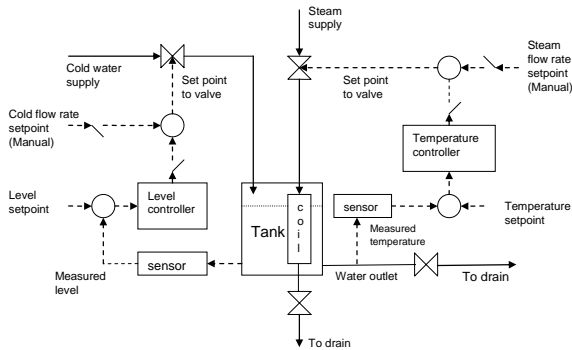 Steam
supply
Cold water
supply
Set point
to valve
Set point
to valve
Steam
flow rate
setpoint
(Manual)
Cold flow rate
setpoint
(Manual)
Temperature
controller
Level
setpoint
Level
controller
Tank
coil
sensor
Measured
temperature
Temperature
setpoint
sensor
Measured
level
Water outlet
To drain
To drain